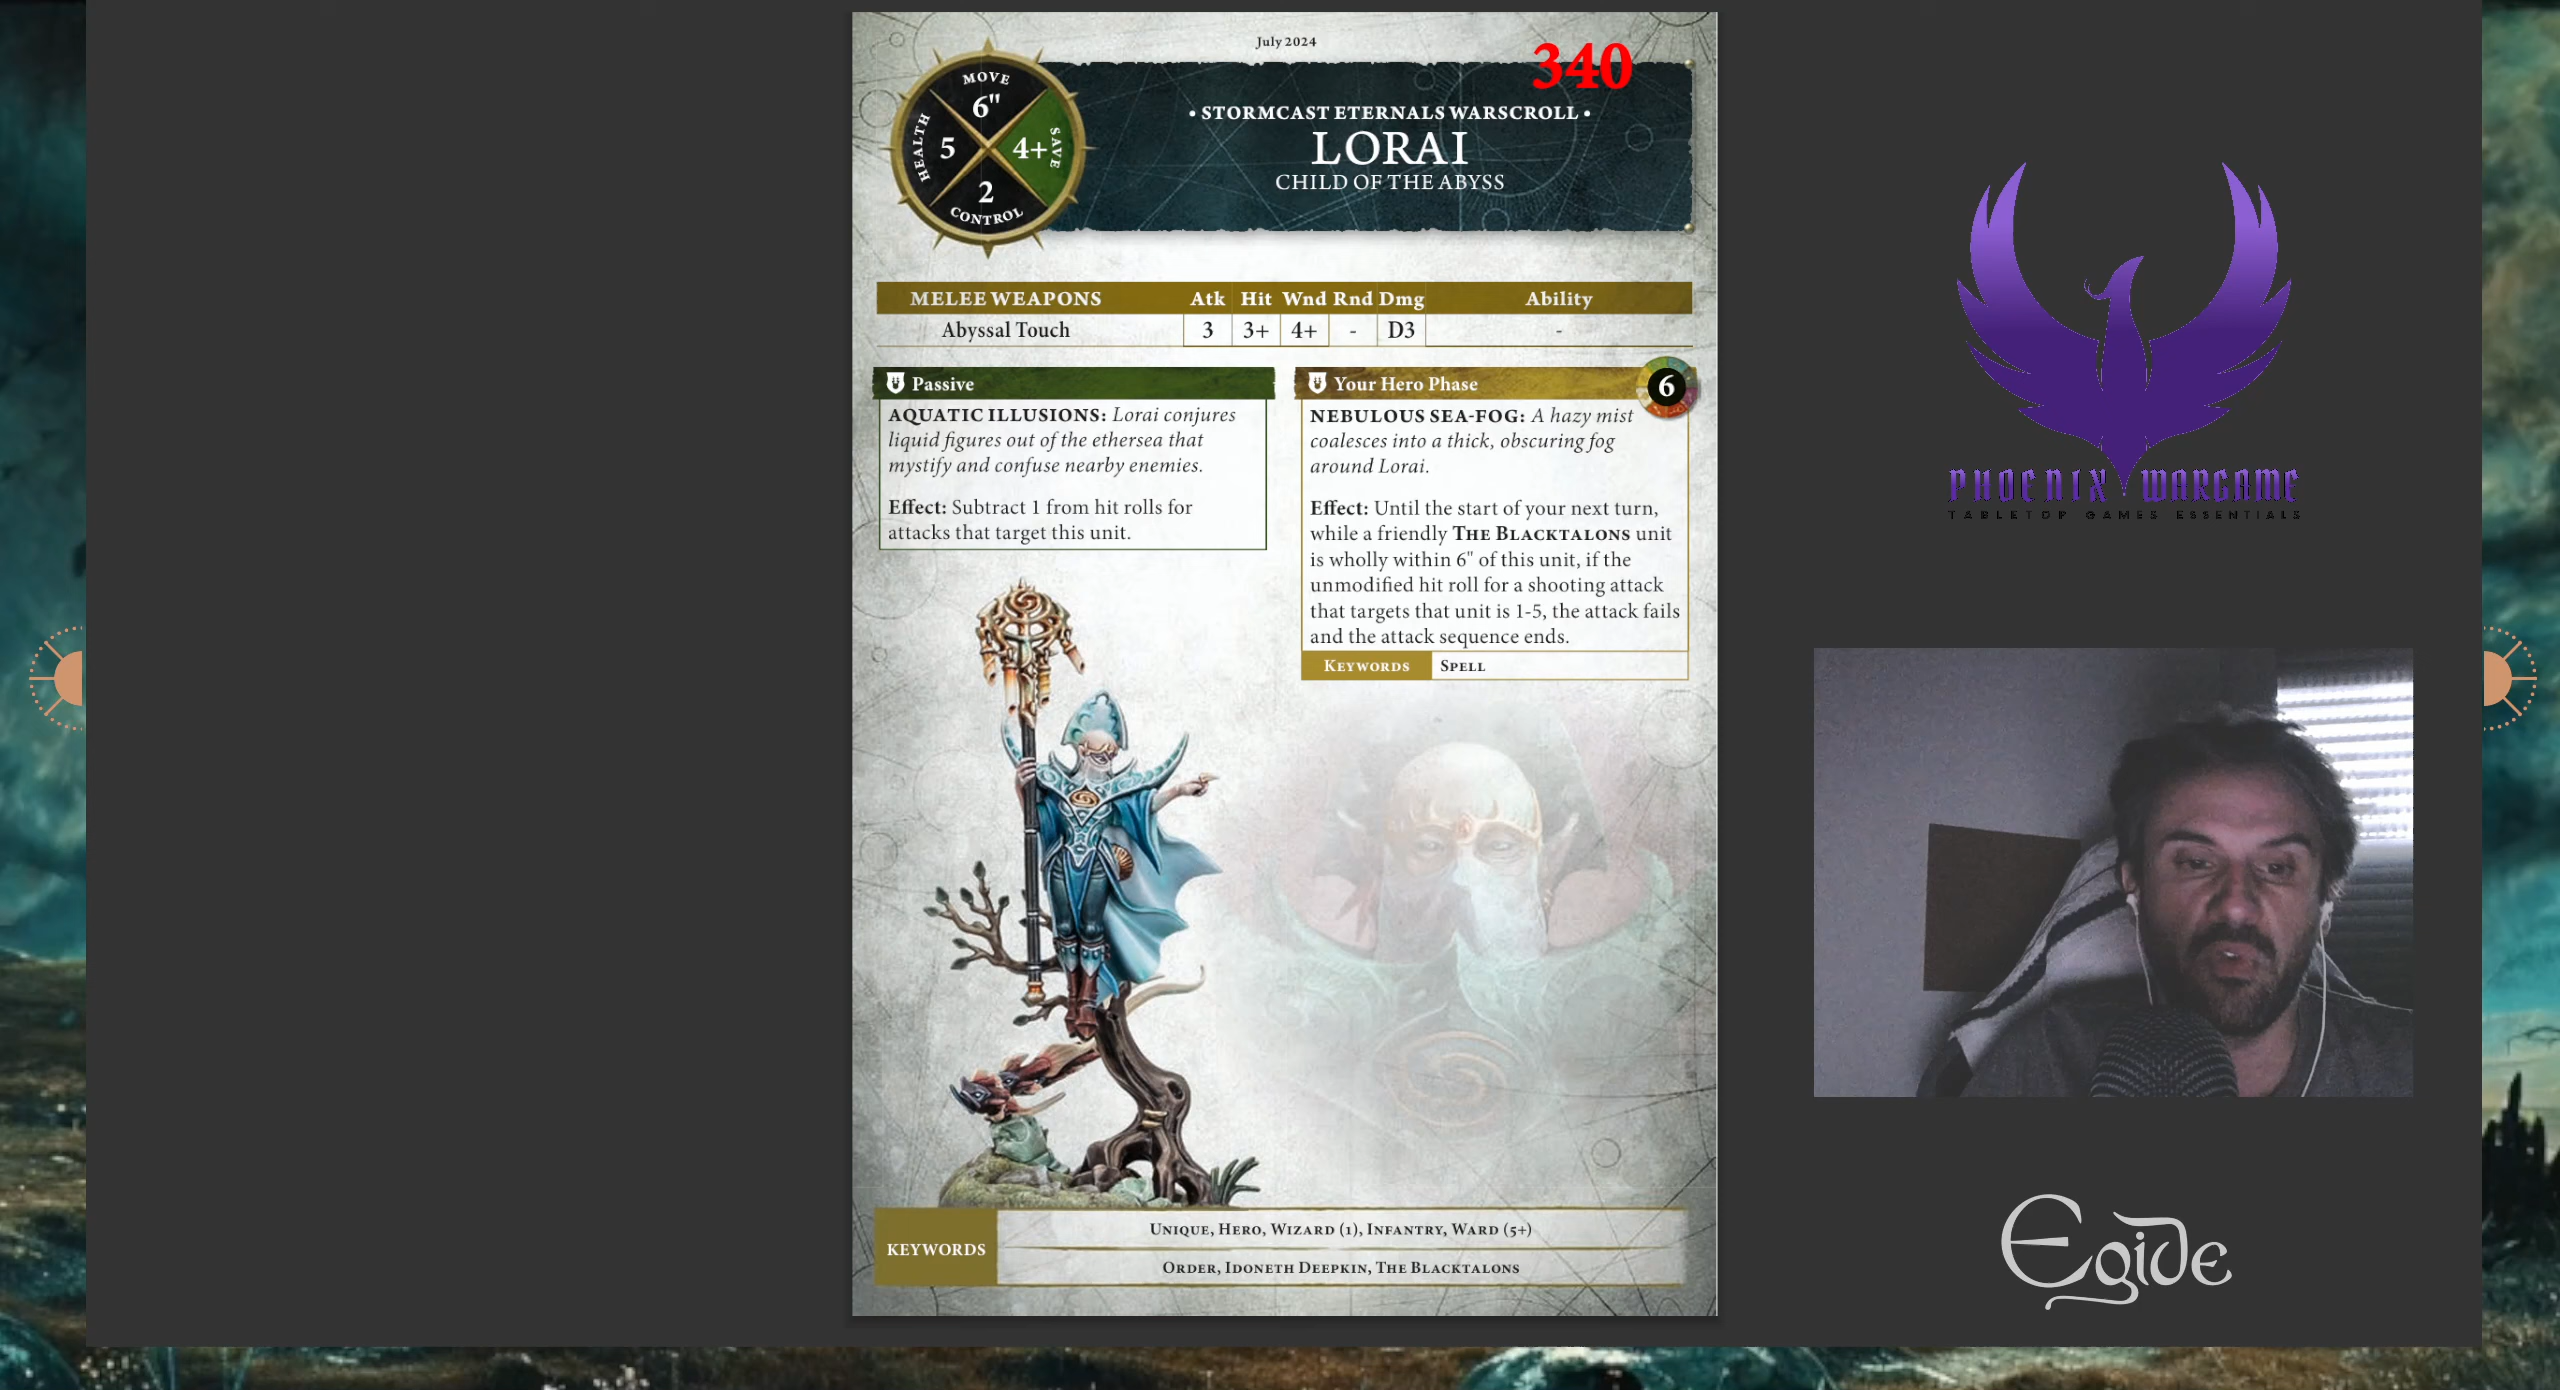 July 2024
340
• STORMCAST ETERNALS WARSCROLL •
LORAI
CHILD OF THE ABYSS
MOVE
6"
HEALTH
5
4+
SAVE
2
CONTROL
MELEE WEAPONS Atk Hit Wnd Rnd Dmg Ability
Abyssal Touch 3 3+ 4+ - D3 -
Passive
AQUATIC ILLUSIONS: Lorai conjures
liquid figures out of the ethersea that
mystify and confuse nearby enemies.
Effect: Subtract 1 from hit rolls for
attacks that target this unit.
Your Hero Phase
6
NEBULOUS SEA-FOG: A hazy mist
coalesces into a thick, obscuring fog
around Lorai.
Effect: Until the start of your next turn,
while a friendly THE BLACKTALONS unit
is wholly within 6" of this unit, if the
unmodified hit roll for a shooting attack
that targets that unit is 1-5, the attack fails
and the attack sequence ends.
KEYWORDS SPELL
KEYWORDS
UNIQUE, HERO, WIZARD (1), INFANTRY, WARD (5+)
ORDER, IDONETH DEEPKIN, THE BLACKTALONS
PHOENIX WARGAME
TABLETOP GAMES ESSENTIALS
Egide